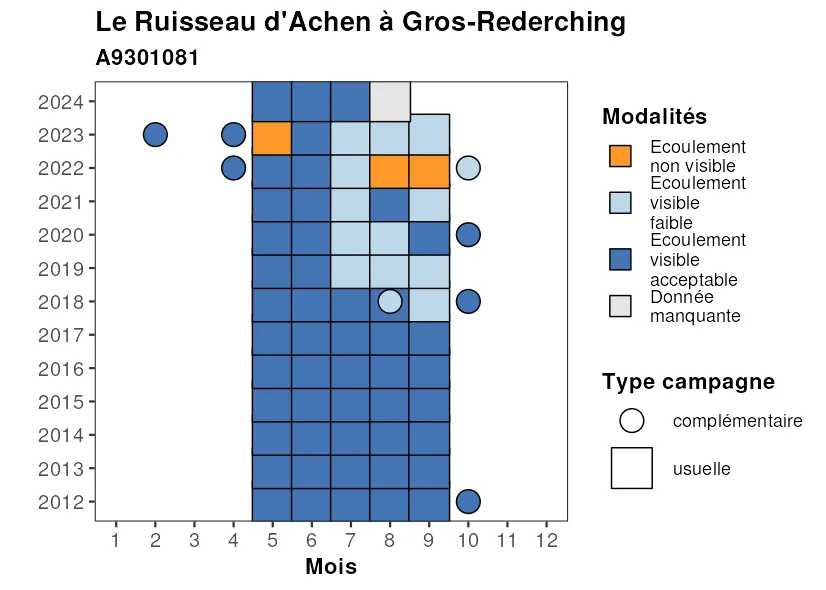 Le Ruisseau d'Achen à Gros-Rederching
A9301081
2024
2023
2022
2021
2020
2019
2018
2017
2016
2015
2014
2013
2012
1 2 3 4 5 6 7 8 9 10 11 12
Mois
Modalités
Ecoulement
non visible
Ecoulement
visible
faible
Ecoulement
visible
acceptable
Donnée
manquante
Type campagne
complémentaire
usuelle